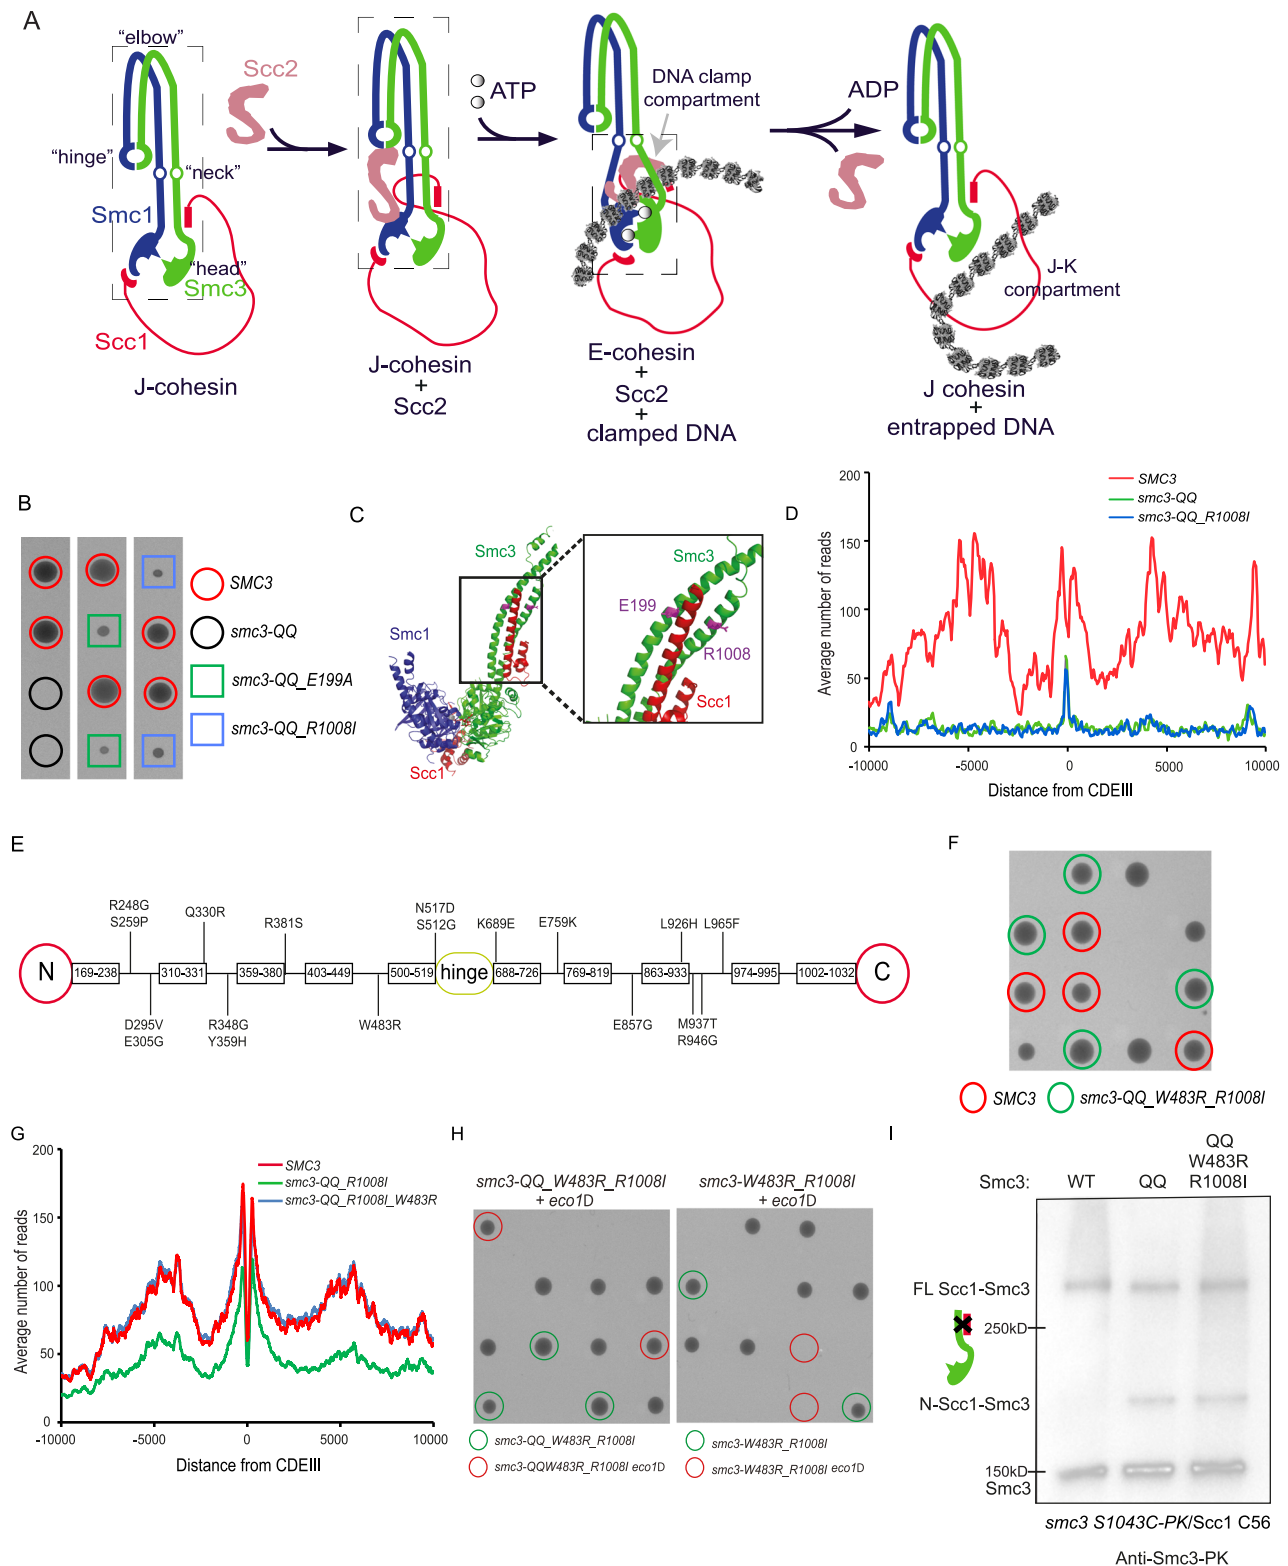 A
"elbow"
Scc2
"hinge"
"neck"
Smc1
"head"
Smc3
Scc1
J-cohesin
J-cohesin
+
Scc2
ATP
DNA clamp
compartment
E-cohesin
+
Scc2
+
clamped DNA
ADP
J-K
compartment
J cohesin
+
entrapped DNA
B
SMC3
smc3-QQ
smc3-QQ_E199A
smc3-QQ_R1008I
C
Smc3
Smc1
Scc1
Smc3
E199
R1008
Scc1
D
Average number of reads
200
150
100
50
0
-10000
-5000
0
5000
10000
Distance from CDEIII
SMC3
smc3-QQ
smc3-QQ_R1008I
E
R248G
S259P
Q330R
R381S
N517D
S512G
K689E
E759K
L926H
L965F
N
169-238
310-331
359-380
403-449
500-519
hinge
688-726
769-819
863-933
974-995
1002-1032
C
D295V
E305G
R348G
Y359H
W483R
E857G
M937T
R946G
F
SMC3
smc3-QQ_W483R_R1008I
G
Average number of reads
200
150
100
50
0
-10000
-5000
0
5000
10000
Distance from CDEIII
SMC3
smc3-QQ_R1008I
smc3-QQ_R1008I_W483R
H
smc3-QQ_W483R_R1008I
+ eco1D
smc3-W483R_R1008I
+ eco1D
smc3-QQ_W483R_R1008I
smc3-QQW483R_R1008I eco1D
smc3-W483R_R1008I
smc3-W483R_R1008I eco1D
I
QQ
W483R
Smc3: WT QQ R1008I
FL Scc1-Smc3
250kD
N-Scc1-Smc3
150kD
Smc3
smc3 S1043C-PK/Scc1 C56
Anti-Smc3-PK